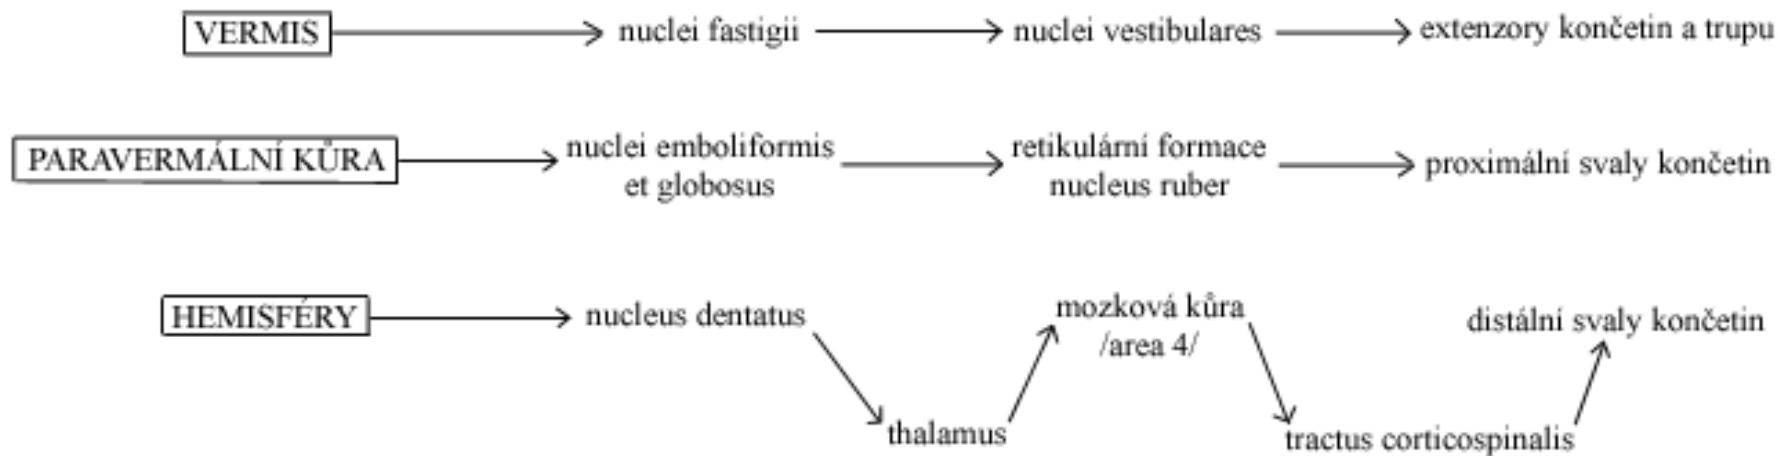 VERMIS nuclei fastigii nuclei vestibulares extenzory končetin a trupu
PARAVERMÁLNÍ KŮRA nuclei emboliformis retikulární formace proximální svaly končetin
et globosus nucleus ruber
HEMISFÉRY nucleus dentatus mozková kůra distální svaly končetin
/area 4/
thalamus tractus corticospinalis